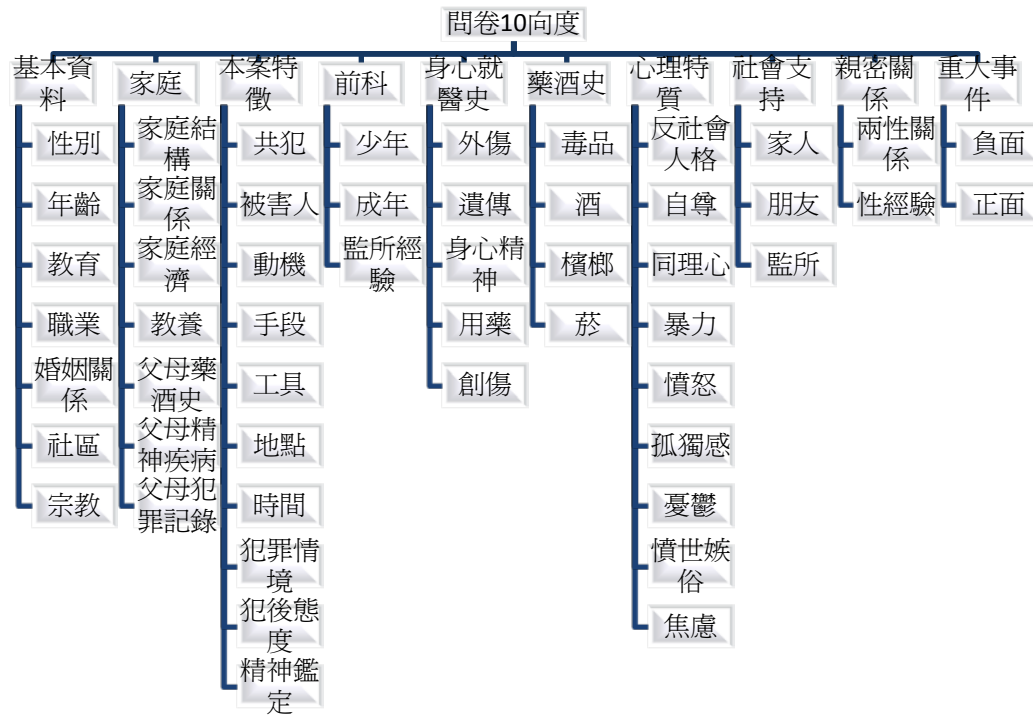 問卷10向度
基本資
料
性別
年齡
教育
職業
婚姻關
係
社區
宗教
家庭
家庭結
構
家庭關
係
家庭經
濟
教養
父母藥
酒史
父母精
神疾病
父母犯
罪記錄
本案特
徵
共犯
被害人
動機
手段
工具
地點
時間
犯罪情
境
犯後態
度
精神鑑
定
前科
少年
成年
監所經
驗
身心就
醫史
外傷
遺傳
身心精
神
用藥
創傷
藥酒史
毒品
酒
檳榔
菸
心理特
質
反社會
人格
自尊
同理心
暴力
憤怒
孤獨感
憂鬱
憤世嫉
俗
焦慮
社會支
持
家人
朋友
監所
親密關
係
兩性關
係
性經驗
重大事
件
負面
正面